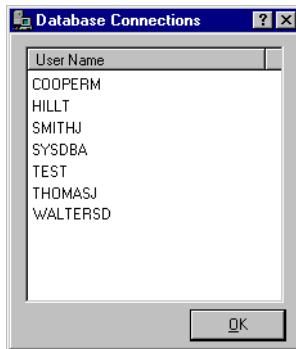 Database Connections
User Name
COOPERM
HILLT
SMITHJ
SYSDBA
TEST
THOMASJ
WALTERSD
OK